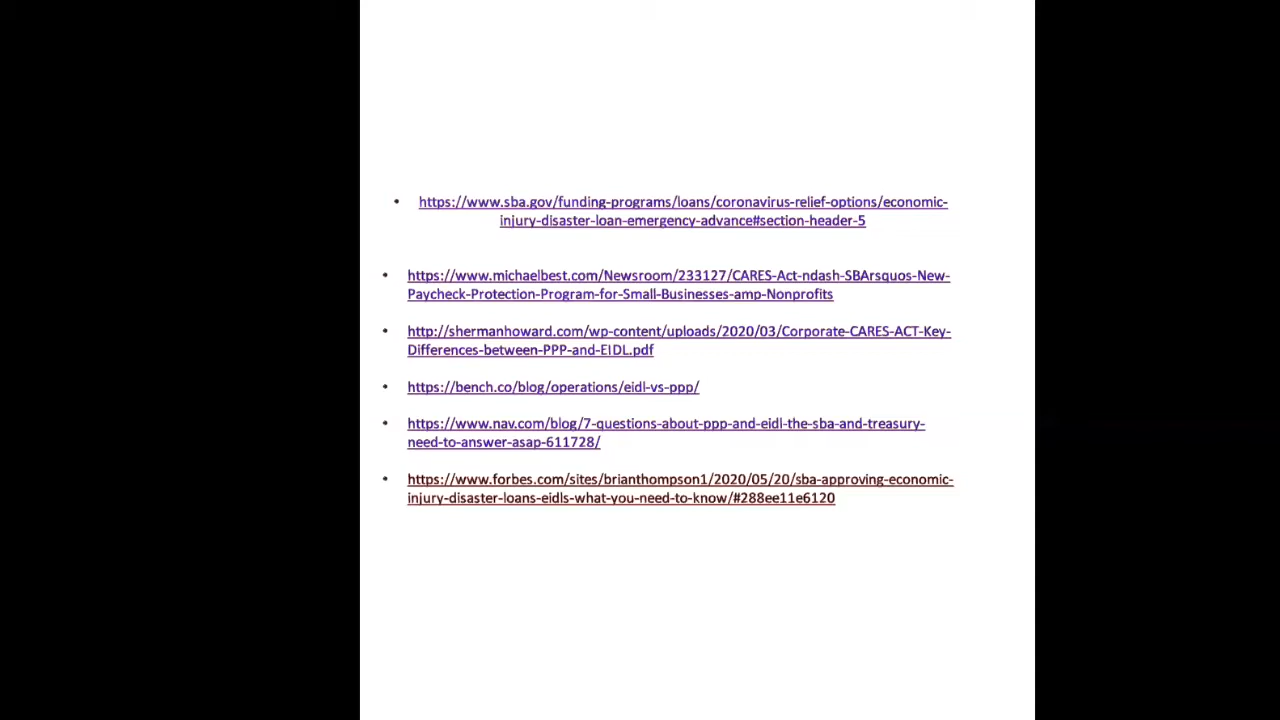 • https://www.sba.gov/funding-programs/loans/coronavirus-relief-options/economic-
injury-disaster-loan-emergency-advance#section-header-5
• https://www.michaelbest.com/Newsroom/233127/CARES-Act-ndash-SBArsquos-New-
Paycheck-Protection-Program-for-Small-Businesses-amp-Nonprofits
• http://shermanhoward.com/wp-content/uploads/2020/03/Corporate-CARES-ACT-Key-
Differences-between-PPP-and-EIDL.pdf
• https://bench.co/blog/operations/eidl-vs-ppp/
• https://www.nav.com/blog/7-questions-about-ppp-and-eidl-the-sba-and-treasury-
need-to-answer-asap-611728/
• https://www.forbes.com/sites/brianthompson1/2020/05/20/sba-approving-economic-
injury-disaster-loans-eidls-what-you-need-to-know/#288ee11e6120